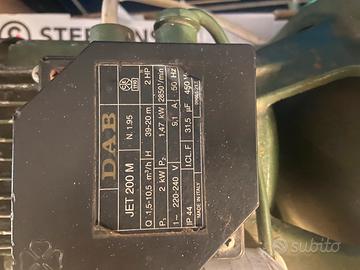 STEPHENSON
DAB
JET 200 M N. 1.95
Q 1,5-10,5 m³/h H 39-20 m 2 HP
P₁ 2 kW P₂ 1,47 kW 2850 1/min
1~ 220-240 V 9,1 A 50 Hz
IP 44 I.CL F 31,5 µF 450 V
MADE IN ITALY
subito